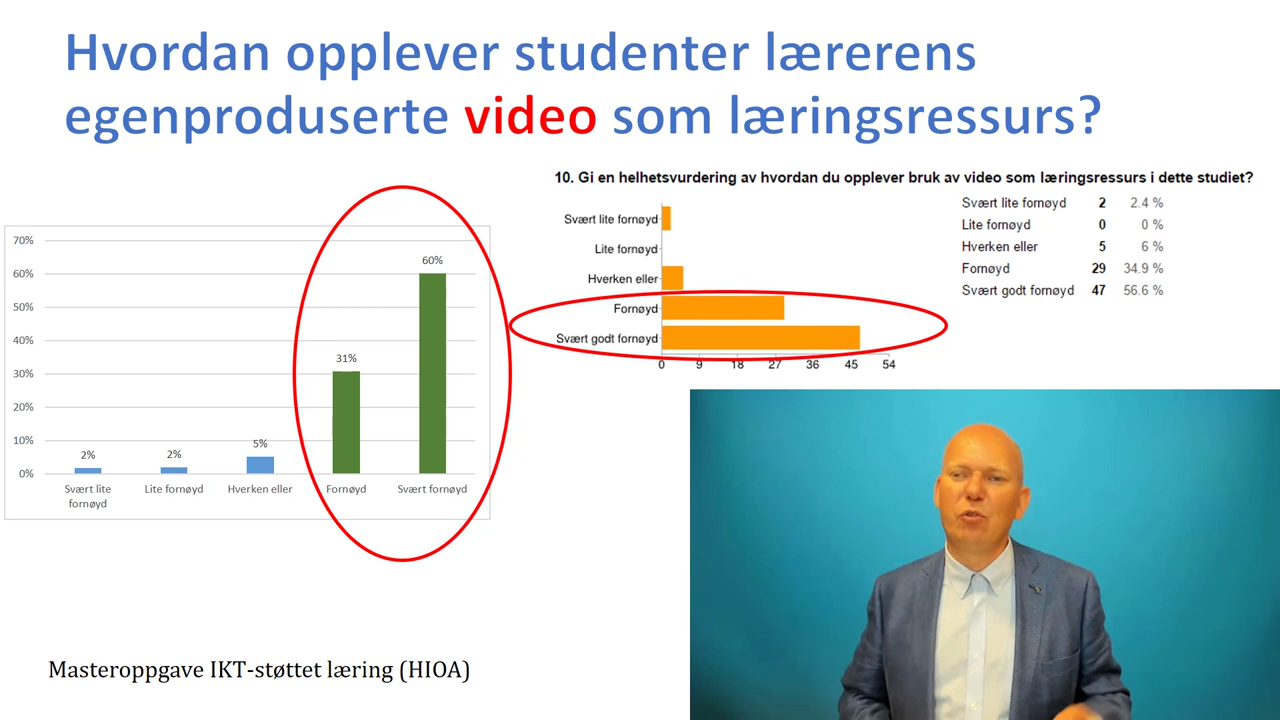 Hvordan opplever studenter lærerens
egenproduserte video som læringsressurs?
70%
60%
50%
40%
30%
20%
10%
0%
2%
2%
5%
31%
60%
Svært lite
fornøyd
Lite fornøyd
Hverken eller
Fornøyd
Svært fornøyd
10. Gi en helhetsvurdering av hvordan du opplever bruk av video som læringsressurs i dette studiet?
Svært lite fornøyd
Lite fornøyd
Hverken eller
Fornøyd
Svært godt fornøyd
0 9 18 27 36 45 54
Svært lite fornøyd 2 2.4 %
Lite fornøyd 0 0 %
Hverken eller 5 6 %
Fornøyd 29 34.9 %
Svært godt fornøyd 47 56.6 %
Masteroppgave IKT-støttet læring (HIOA)